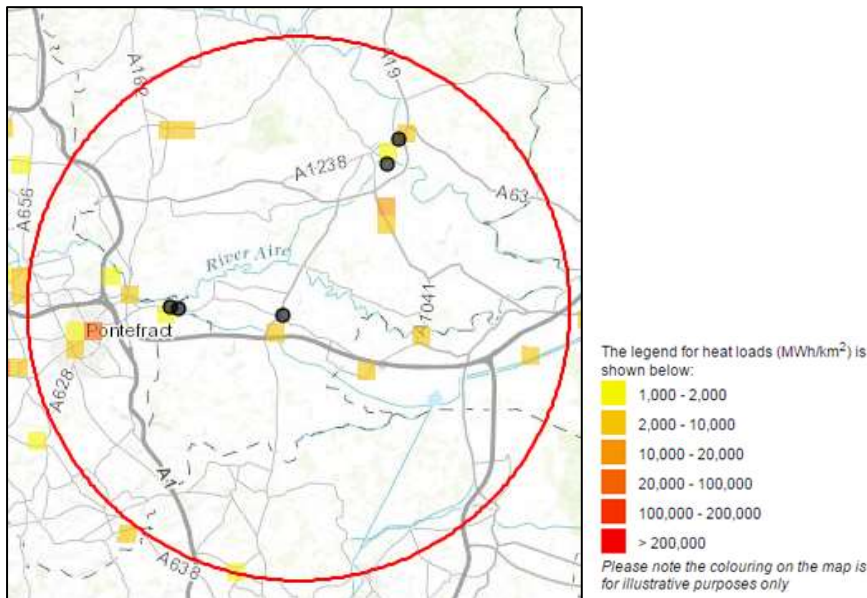 A19
A162
A1238
A63
A656
River Aire
A1041
Pontefract
A628
A1
A638
The legend for heat loads (MWh/km²) is
shown below:
1,000 - 2,000
2,000 - 10,000
10,000 - 20,000
20,000 - 100,000
100,000 - 200,000
> 200,000
Please note the colouring on the map is
for illustrative purposes only